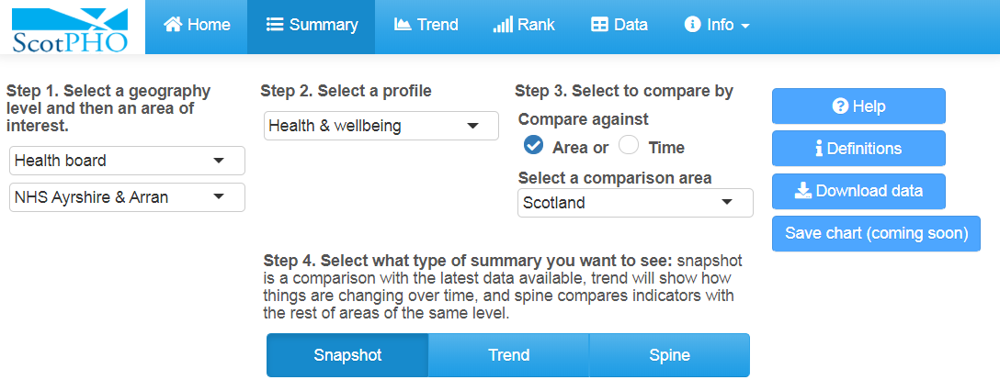 ScotPHO
Home
Summary
Trend
Rank
Data
Info
Step 1. Select a geography
level and then an area of
interest.
Health board
NHS Ayrshire & Arran
Step 2. Select a profile
Health & wellbeing
Step 3. Select to compare by
Compare against
Area or
Time
Select a comparison area
Scotland
Help
Definitions
Download data
Save chart (coming soon)
Step 4. Select what type of summary you want to see: snapshot
is a comparison with the latest data available, trend will show how
things are changing over time, and spine compares indicators with
the rest of areas of the same level.
Snapshot
Trend
Spine